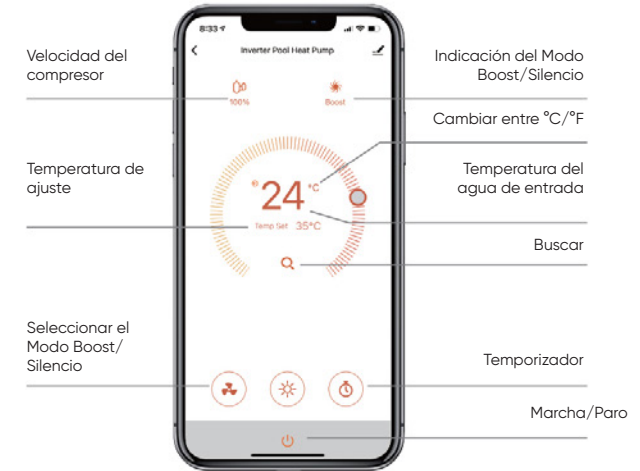 8:33
Inverter Pool Heat Pump
Velocidad del
compresor
Indicación del Modo
Boost/Silencio
100%
Boost
Cambiar entre °C/°F
Temperatura de
ajuste
Temperatura del
agua de entrada
24 °C
Temp Set 35°C
Buscar
Seleccionar el
Modo Boost/
Silencio
Temporizador
Marcha/Paro